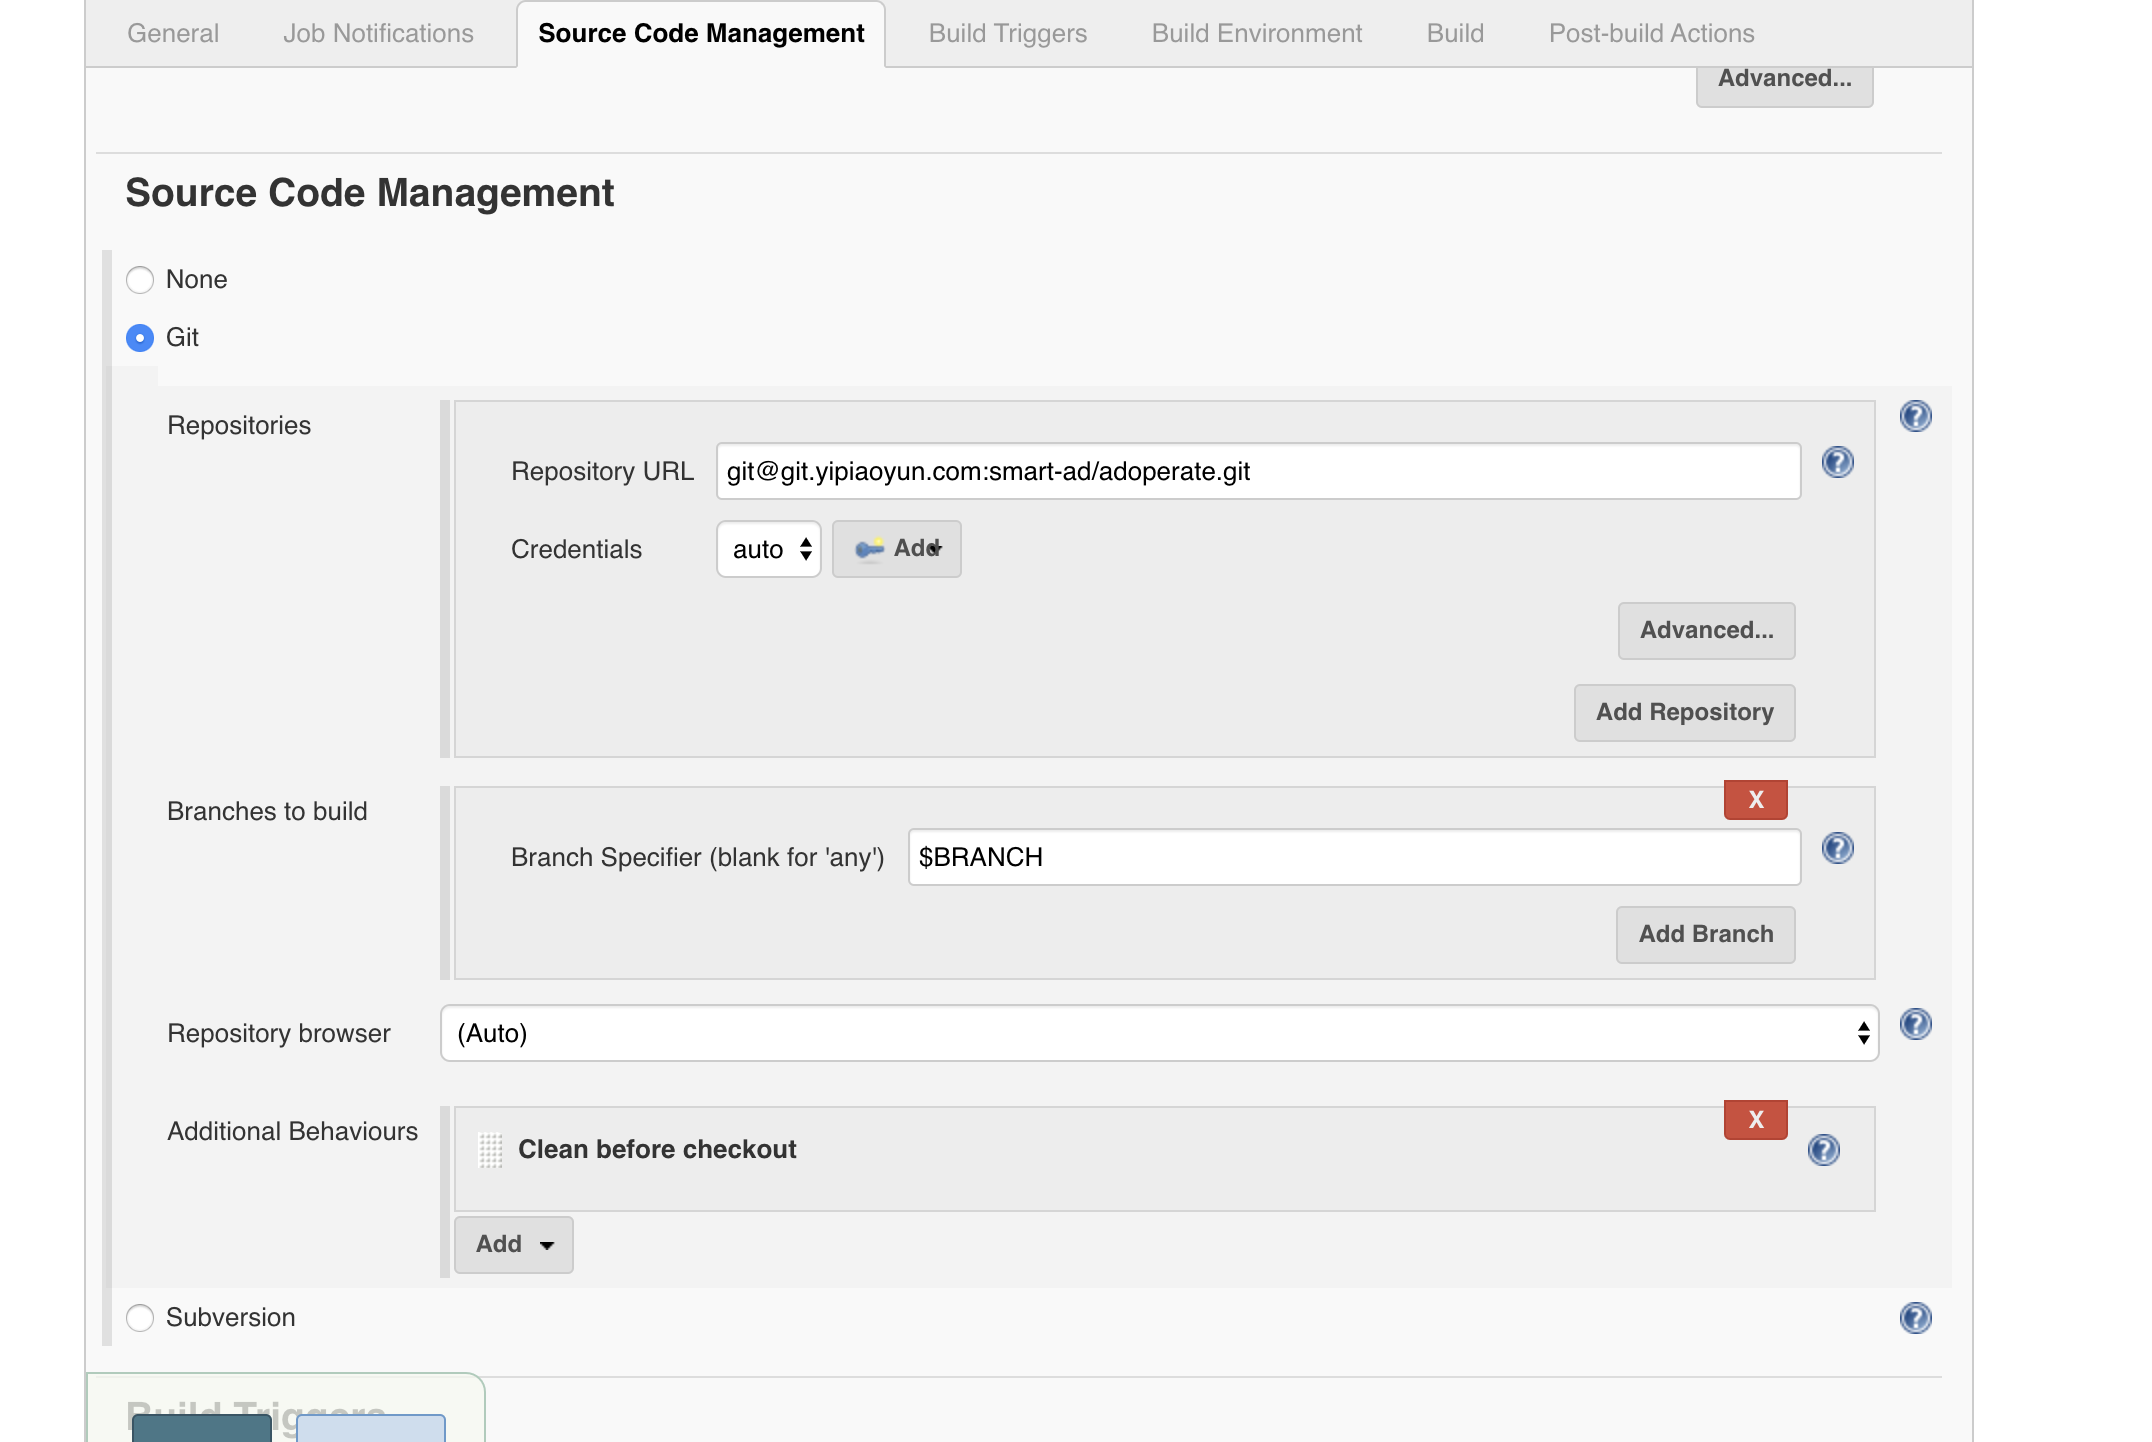 General Job Notifications Source Code Management Build Triggers Build Environment Build Post-build Actions
Advanced...
Source Code Management
None
Git
Repositories
Repository URL git@git.yipiaoyun.com:smart-ad/adoperate.git
Credentials auto Add
Advanced...
Add Repository
Branches to build
X
Branch Specifier (blank for 'any') $BRANCH
Add Branch
Repository browser (Auto)
Additional Behaviours
X
Clean before checkout
Add
Subversion
Build Triggers